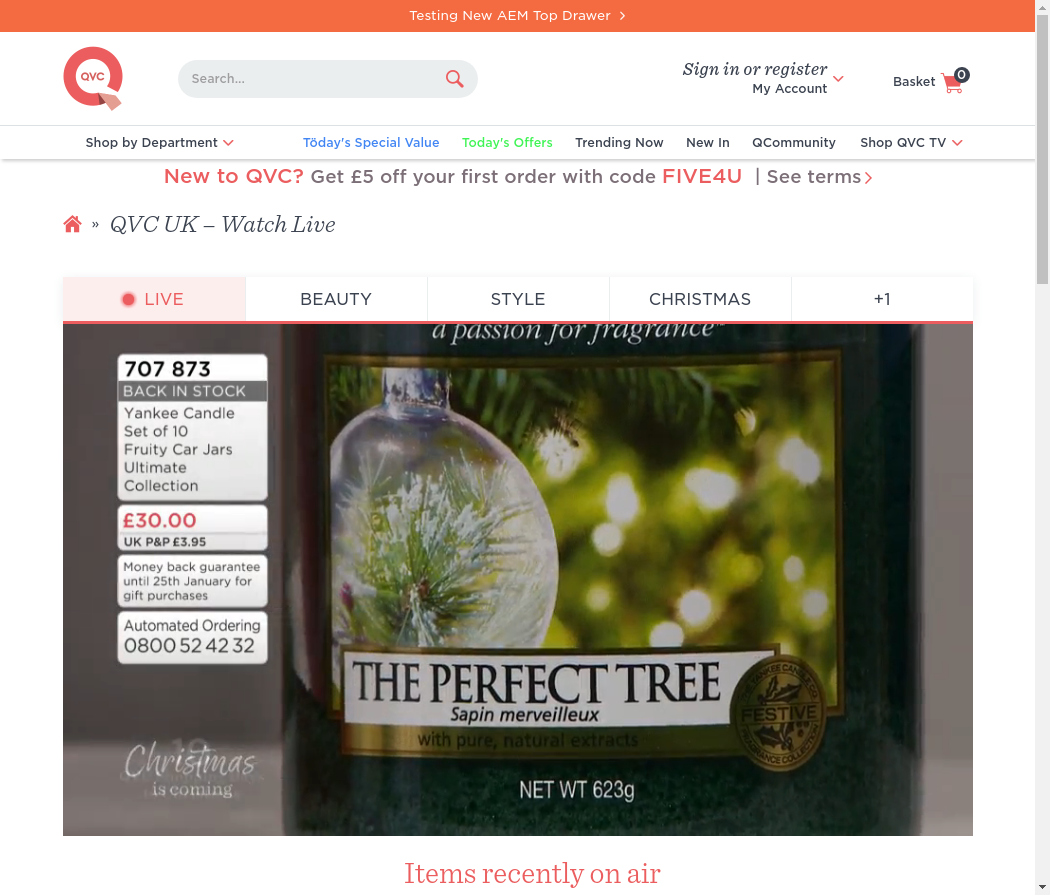 Testing New AEM Top Drawer
QVC
Search...
Sign in or register
My Account
Basket
0
Shop by Department
Töday's Special Value
Today's Offers
Trending Now
New In
QCommunity
Shop QVC TV
New to QVC? Get £5 off your first order with code FIVE4U | See terms
» QVC UK – Watch Live
LIVE
BEAUTY
STYLE
CHRISTMAS
+1
a passion for fragrance™
707 873
BACK IN STOCK
Yankee Candle
Set of 10
Fruity Car Jars
Ultimate
Collection
£30.00
UK P&P £3.95
Money back guarantee
until 25th January for
gift purchases
Automated Ordering
0800 52 42 32
Christmas
is coming
THE PERFECT TREE
Sapin merveilleux
with pure, natural extracts
FESTIVE
FRAGRANCE COLLECTION
NET WT 623g
Items recently on air